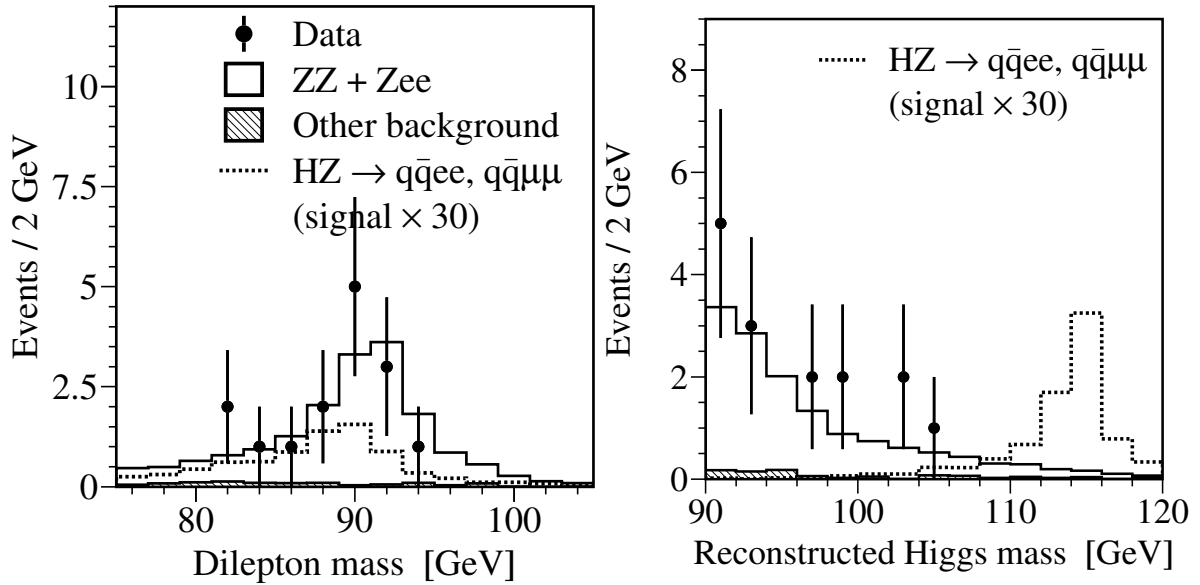 Data
ZZ + Zee
Other background
HZ → qq̄ee, qq̄μμ
(signal × 30)
10
7.5
5
2.5
0
Events / 2 GeV
80
90
100
Dilepton mass [GeV]
HZ → qq̄ee, qq̄μμ
(signal × 30)
8
6
4
2
0
Events / 2 GeV
90
100
110
120
Reconstructed Higgs mass [GeV]